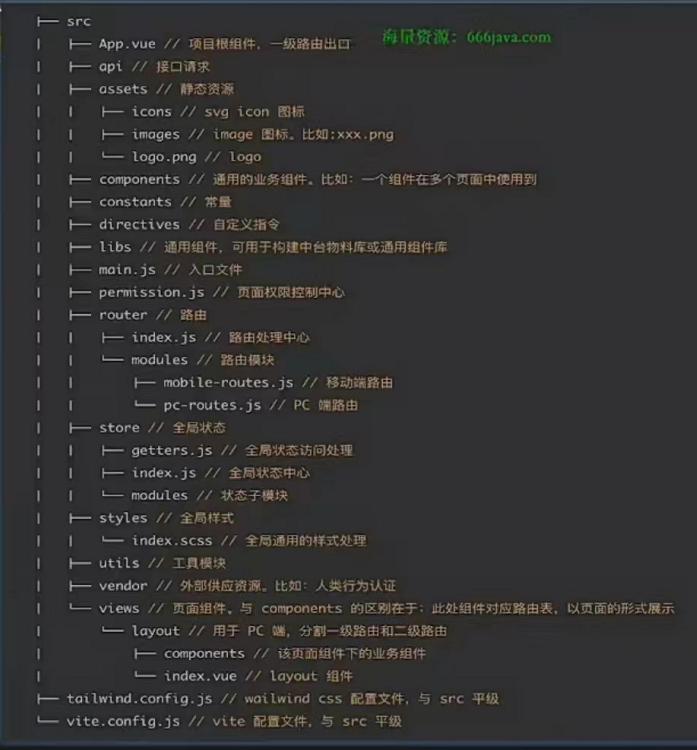 ├── src
│   ├── App.vue // 项目根组件，一级路由出口
海量资源：666java.com
│   ├── api // 接口请求
│   ├── assets // 静态资源
│   │   ├── icons // svg icon 图标
│   │   ├── images // image 图标。比如:xxx.png
│   │   └── logo.png // logo
│   ├── components // 通用的业务组件。比如：一个组件在多个页面中使用到
│   ├── constants // 常量
│   ├── directives // 自定义指令
│   ├── libs // 通用组件，可用于构建中台物料库或通用组件库
│   ├── main.js // 入口文件
│   ├── permission.js // 页面权限控制中心
│   ├── router // 路由
│   │   ├── index.js // 路由处理中心
│   │   └── modules // 路由模块
│   │       ├── mobile-routes.js // 移动端路由
│   │       └── pc-routes.js // PC 端路由
│   ├── store // 全局状态
│   │   ├── getters.js // 全局状态访问处理
│   │   ├── index.js // 全局状态中心
│   │   └── modules // 状态子模块
│   ├── styles // 全局样式
│   │   └── index.scss // 全局通用的样式处理
│   ├── utils // 工具模块
│   ├── vendor // 外部供应资源。比如：人类行为认证
│   └── views // 页面组件。与 components 的区别在于：此处组件对应路由表，以页面的形式展示
│       └── layout // 用于 PC 端，分割一级路由和二级路由
│           ├── components // 该页面组件下的业务组件
│           └── index.vue // layout 组件
├── tailwind.config.js // wailwind css 配置文件，与 src 平级
└── vite.config.js // vite 配置文件，与 src 平级